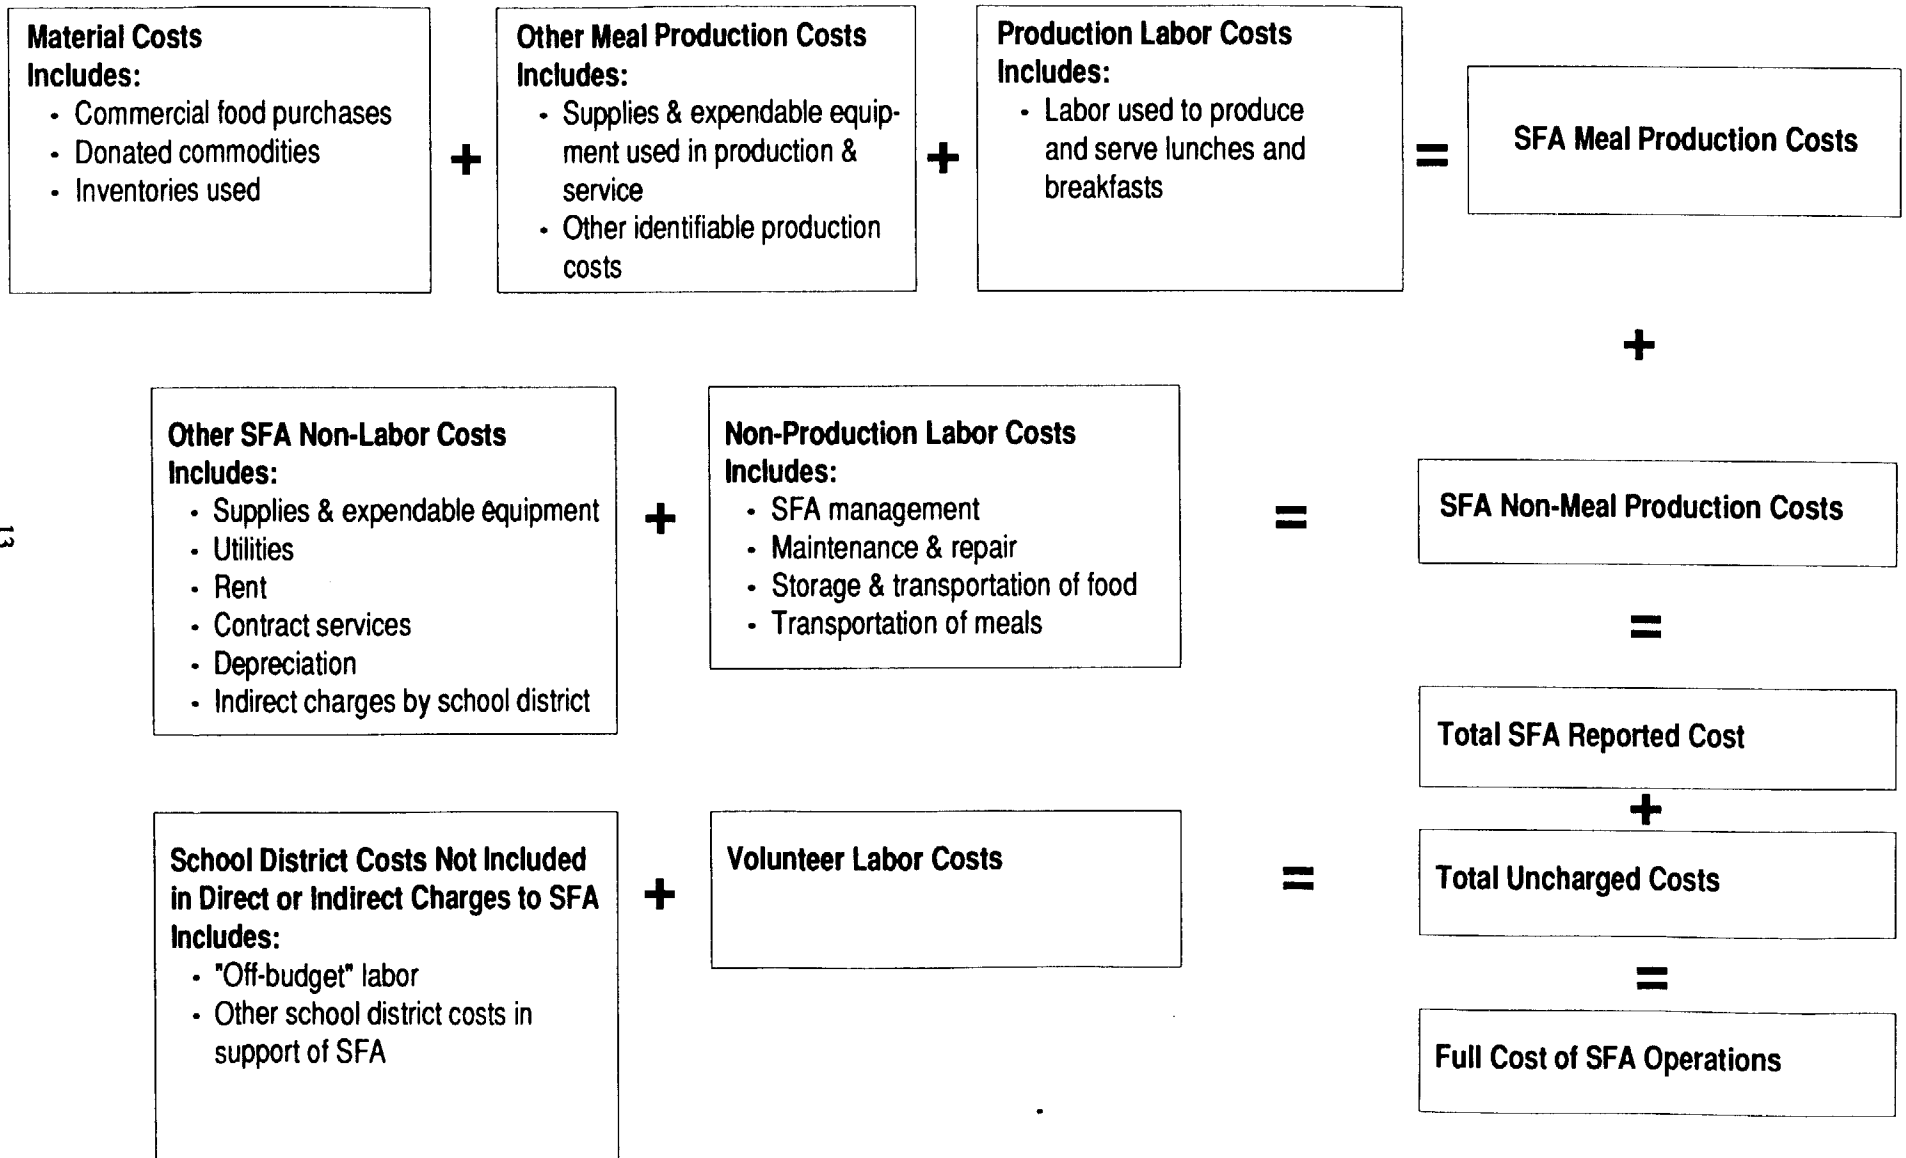 Material Costs
Includes:
- Commercial food purchases
- Donated commodities
- Inventories used
+
Other Meal Production Costs
Includes:
- Supplies & expendable equip-
ment used in production &
service
- Other identifiable production
costs
+
Production Labor Costs
Includes:
- Labor used to produce
and serve lunches and
breakfasts
=
SFA Meal Production Costs
+
Other SFA Non-Labor Costs
Includes:
- Supplies & expendable equipment
- Utilities
- Rent
- Contract services
- Depreciation
- Indirect charges by school district
+
Non-Production Labor Costs
Includes:
- SFA management
- Maintenance & repair
- Storage & transportation of food
- Transportation of meals
=
SFA Non-Meal Production Costs
=
Total SFA Reported Cost
+
School District Costs Not Included
in Direct or Indirect Charges to SFA
Includes:
- "Off-budget" labor
- Other school district costs in
support of SFA
+
Volunteer Labor Costs
=
Total Uncharged Costs
=
Full Cost of SFA Operations
13